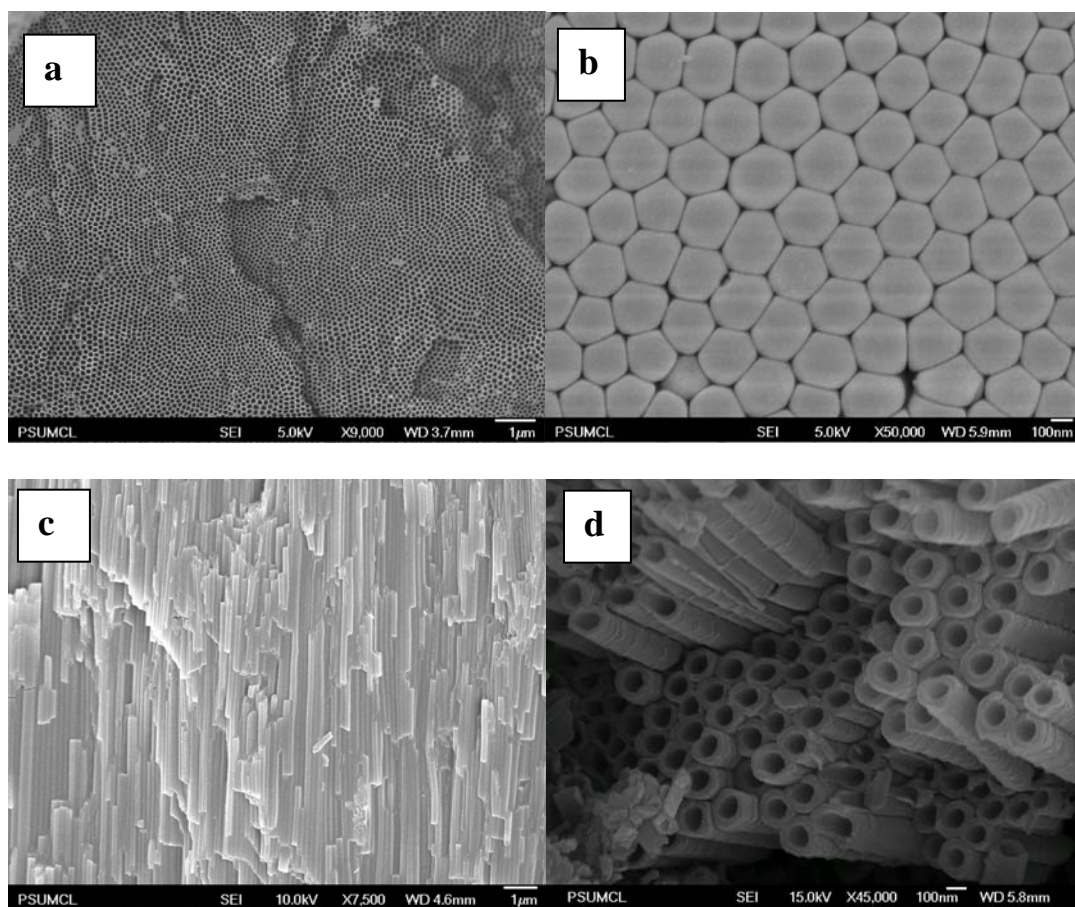 a
b
PSUMCL SEI 5.0kV X9,000 WD 3.7mm 1μm
PSUMCL SEI 5.0kV X50,000 WD 5.9mm 100nm
c
d
PSUMCL SEI 10.0kV X7,500 WD 4.6mm 1μm
PSUMCL SEI 15.0kV X45,000 100nm WD 5.8mm